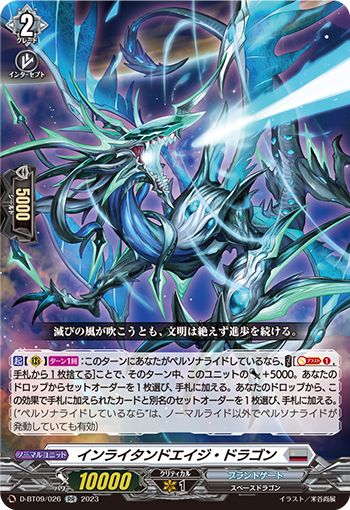 2
グレード
インターセプト
5000
シールド
滅びの風が吹こうとも、文明は絶えず進歩を続ける。
起【(R)】【ターン1回】:このターンにあなたがペルソナライドしているなら、【コスト】[ソウルブラスト(1), 手札から1枚捨てる]ことで、そのターン中、このユニットのパワー+5000。あなたのドロップからセットオーダーを1枚選び、手札に加える。あなたのドロップから、この効果で手札に加えられたカードと別名のセットオーダーを1枚選び、手札に加える。
("ペルソナライドしているなら"は、ノーマルライド以外でペルソナライドが発動していても有効)
ノーマルユニット
インライタンドエイジ・ドラゴン
パワー
10000
クリティカル
1
ブラントゲート
スペースドラゴン
D-BT09/026 RR 2023
イラスト/米谷尚展